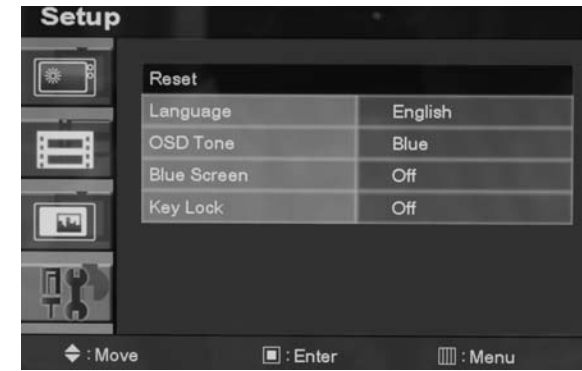 Setup
Reset
Language English
OSD Tone Blue
Blue Screen Off
Key Lock Off
: Move : Enter : Menu